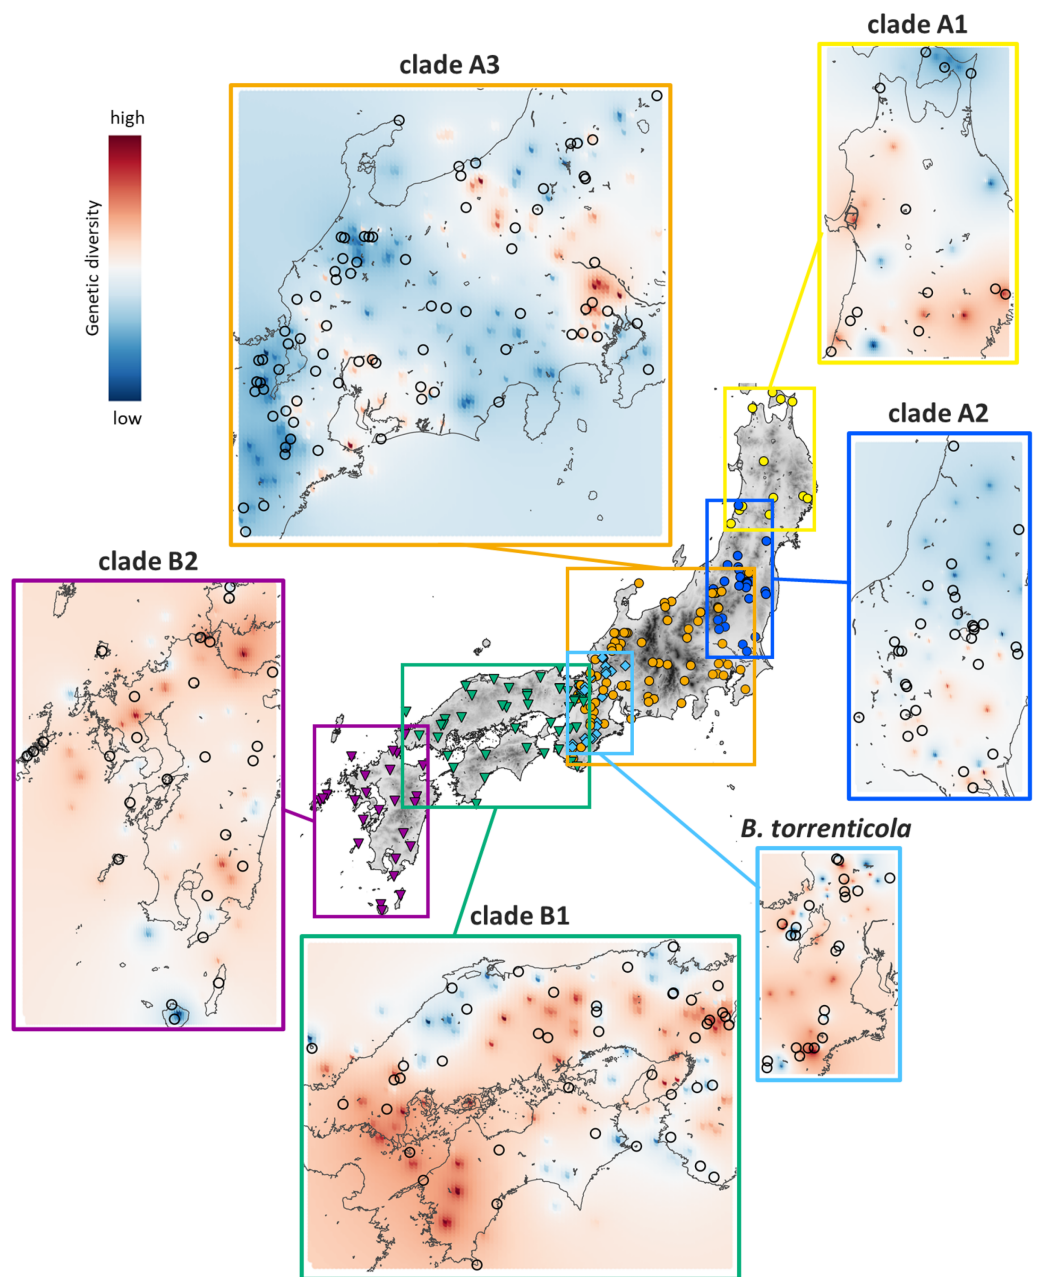 clade A1
clade A3
high
Genetic diversity
low
clade A2
clade B2
B. torrenticola
clade B1